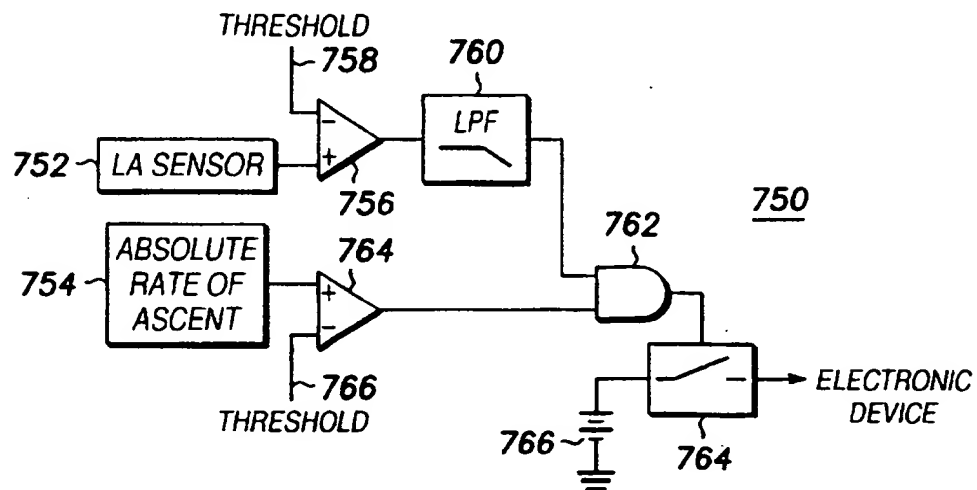 THRESHOLD
758
760
LPF
752
LA SENSOR
756
750
762
764
754
ABSOLUTE
RATE OF
ASCENT
766
THRESHOLD
ELECTRONIC
DEVICE
766
764